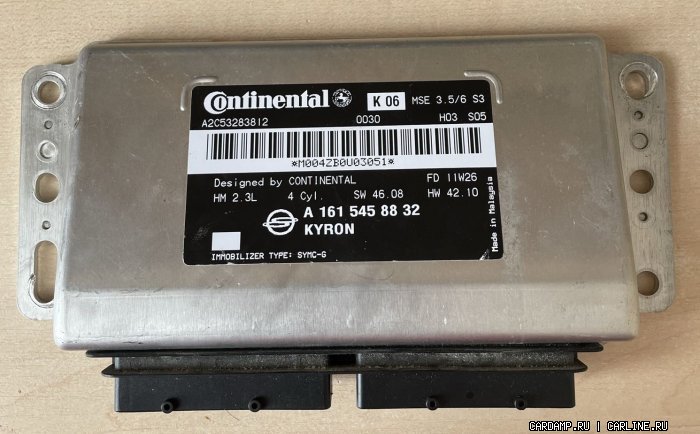 Continental K 06 MSE 3.5/6 S3
A2C53283812 0030 H03 S05
*M004ZB0U03051*
Designed by CONTINENTAL FD 11W26
HM 2.3L 4 Cyl. SW 46.08 HW 42.10
A 161 545 88 32
KYRON
IMMOBILIZER TYPE: SYMC-G
Made in Malaysia
CARDAMP.RU | CARLINE.RU